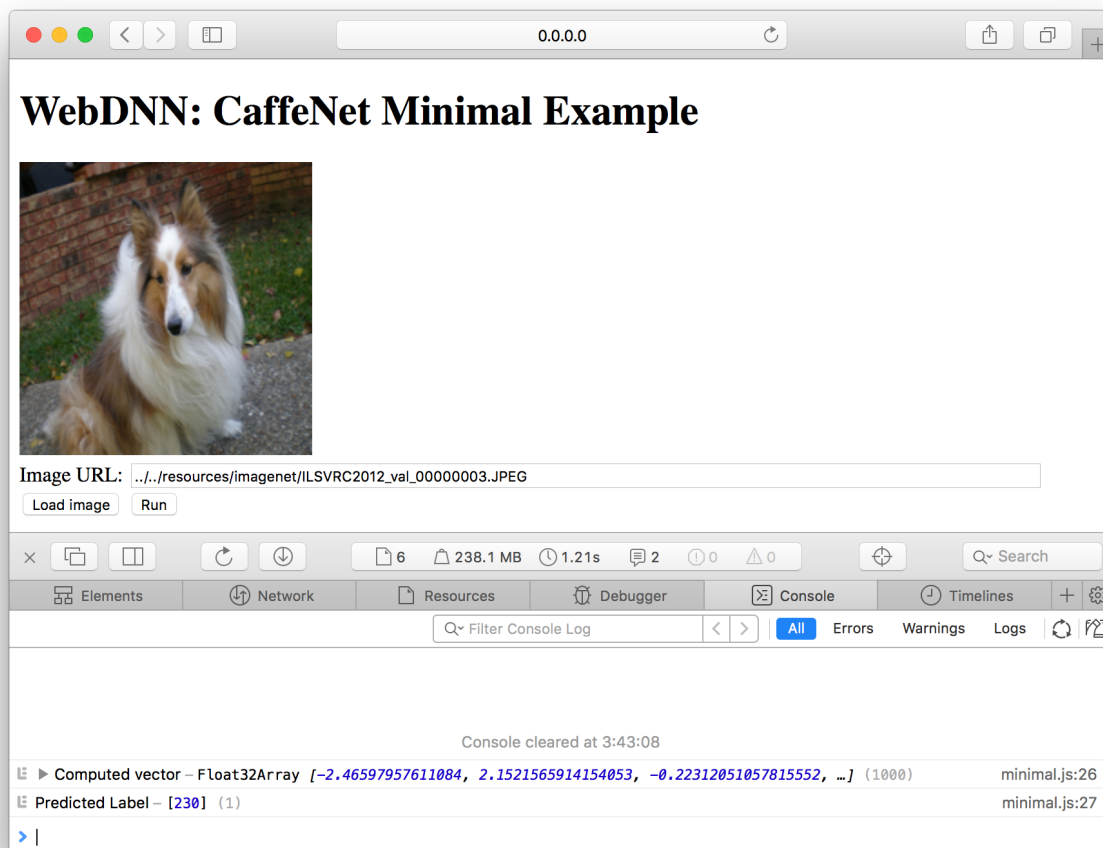 0.0.0.0
WebDNN: CaffeNet Minimal Example
Image URL: ../../resources/imagenet/ILSVRC2012_val_00000003.JPEG
Load image Run
6 238.1 MB 1.21s 2 0 0 Search
Elements Network Resources Debugger Console Timelines
Filter Console Log All Errors Warnings Logs
Console cleared at 3:43:08
Computed vector – Float32Array [-2.46597957611084, 2.1521565914154053, -0.22312051057815552, …] (1000) minimal.js:26
Predicted Label – [230] (1) minimal.js:27